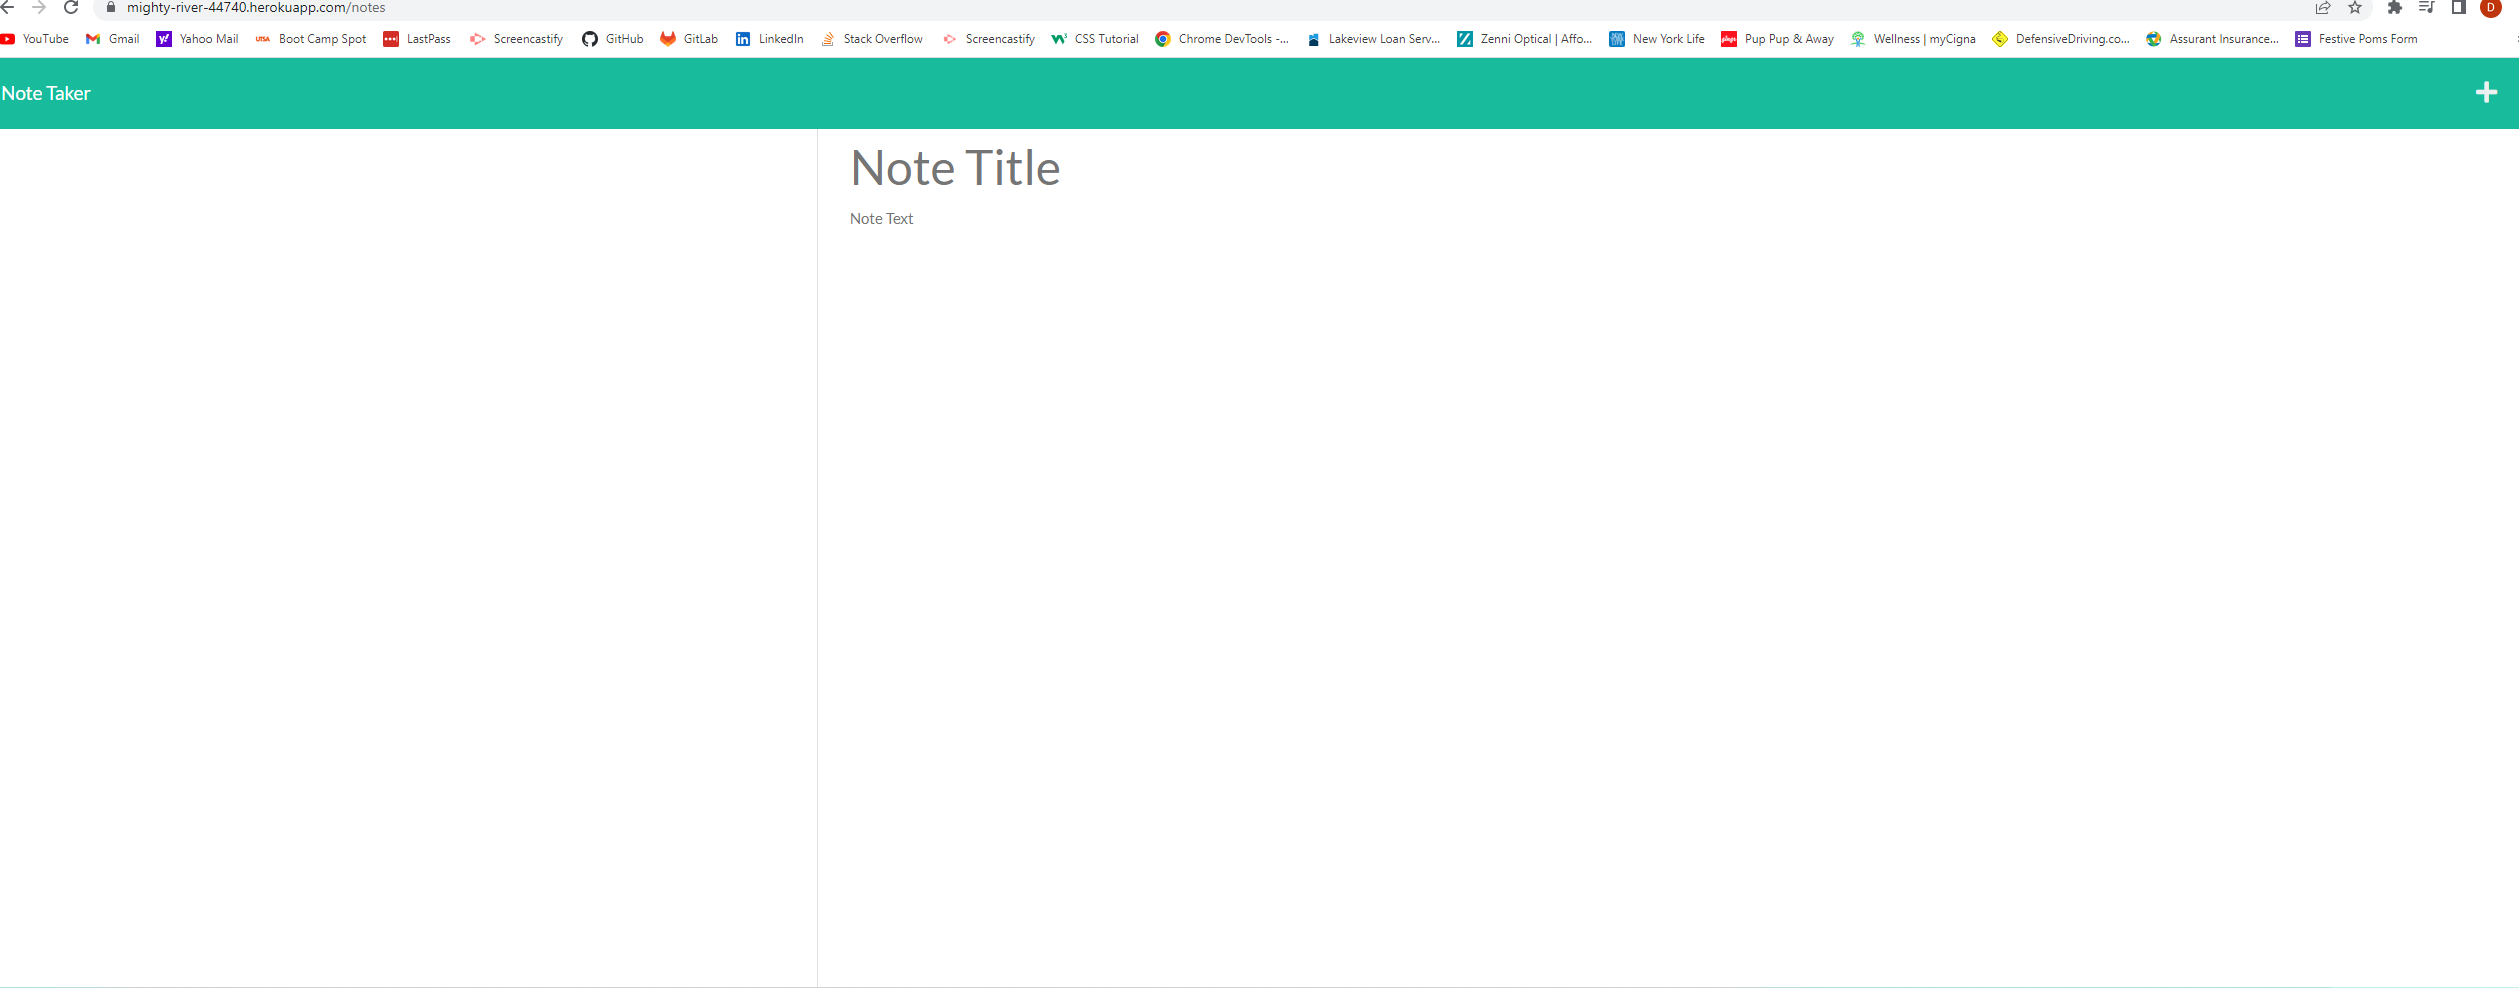 mighty-river-44740.herokuapp.com/notes
YouTube Gmail Yahoo Mail UTSA Boot Camp Spot LastPass Screencastify GitHub GitLab LinkedIn Stack Overflow Screencastify CSS Tutorial Chrome DevTools -... Lakeview Loan Serv... Zenni Optical | Affo... New York Life Pup Pup & Away Wellness | myCigna DefensiveDriving.co... Assurant Insurance... Festive Poms Form
Note Taker
Note Title
Note Text